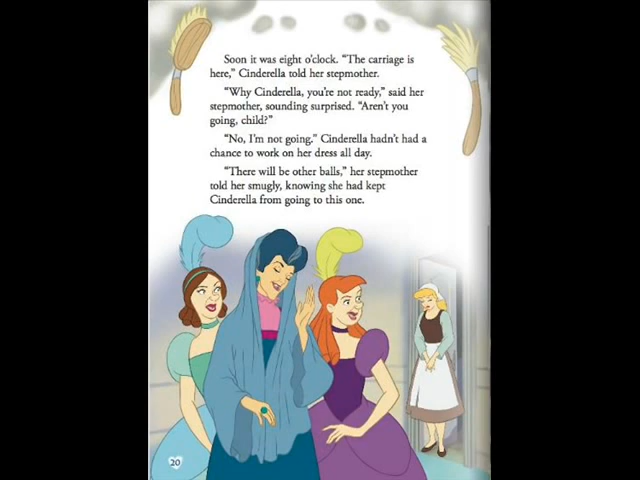 Soon it was eight o'clock. "The carriage is
here," Cinderella told her stepmother.
"Why Cinderella, you're not ready," said her
stepmother, sounding surprised. "Aren't you
going, child?"
"No, I'm not going." Cinderella hadn't had a
chance to work on her dress all day.
"There will be other balls," her stepmother
told her smugly, knowing she had kept
Cinderella from going to this one.
20